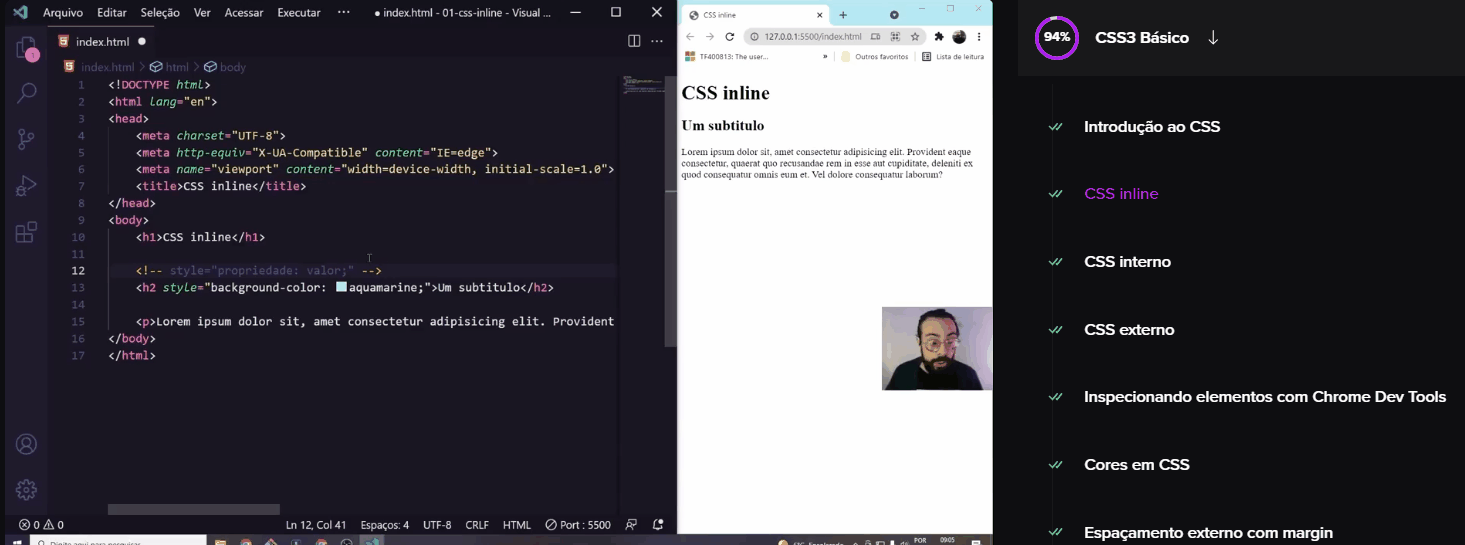 Arquivo Editar Seleção Ver Acessar Executar ··· ● index.html - 01-css-inline - Visual ...
index.html ●
index.html > html > body
1 <!DOCTYPE html>
2 <html lang="en">
3 <head>
4 <meta charset="UTF-8">
5 <meta http-equiv="X-UA-Compatible" content="IE=edge">
6 <meta name="viewport" content="width=device-width, initial-scale=1.0">
7 <title>CSS inline</title>
8 </head>
9 <body>
10 <h1>CSS inline</h1>
11
12 <!-- style="propriedade: valor;" -->
13 <h2 style="background-color: aquamarine;">Um subtitulo</h2>
14
15 <p>Lorem ipsum dolor sit, amet consectetur adipisicing elit. Provident
16 </body>
17 </html>
1
0 0 Ln 12, Col 41 Espaços: 4 UTF-8 CRLF HTML Port : 5500
Digite aqui para pesquisar
CSS inline
127.0.0.1:5500/index.html
TF400813: The user... » Outros favoritos Lista de leitura
CSS inline
Um subtitulo
Lorem ipsum dolor sit, amet consectetur adipisicing elit. Provident eaque
consectetur, quaerat quo recusandae rem in esse aut cupiditate, deleniti ex
quod consequatur omnis eum et. Vel dolore consequatur laborum?
POR 09:05
94% CSS3 Básico ↓
Introdução ao CSS
CSS inline
CSS interno
CSS externo
Inspecionando elementos com Chrome Dev Tools
Cores em CSS
Espaçamento externo com margin